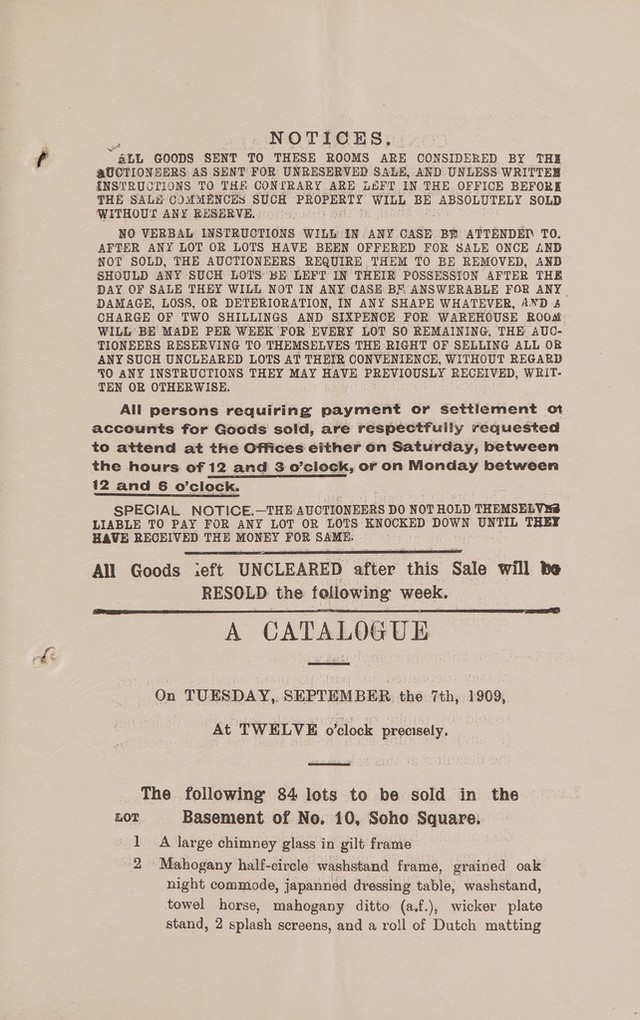 NOTICES.
ALL GOODS SENT TO THESE ROOMS ARE CONSIDERED BY THE
AUCTIONEERS AS SENT FOR UNRESERVED SALE, AND UNLESS WRITTEN
INSTRUCTIONS TO THE CONTRARY ARE LEFT IN THE OFFICE BEFORE
THE SALE COMMENCES SUCH PROPERTY WILL BE ABSOLUTELY SOLD
WITHOUT ANY RESERVE.
NO VERBAL INSTRUCTIONS WILL IN ANY CASE BE ATTENDED TO.
AFTER ANY LOT OR LOTS HAVE BEEN OFFERED FOR SALE ONCE AND
NOT SOLD, THE AUCTIONEERS REQUIRE THEM TO BE REMOVED, AND
SHOULD ANY SUCH LOTS BE LEFT IN THEIR POSSESSION AFTER THE
DAY OF SALE THEY WILL NOT IN ANY CASE BE ANSWERABLE FOR ANY
DAMAGE, LOSS, OR DETERIORATION, IN ANY SHAPE WHATEVER, AND A
CHARGE OF TWO SHILLINGS AND SIXPENCE FOR WAREHOUSE ROOM
WILL BE MADE PER WEEK FOR EVERY LOT SO REMAINING, THE AUC-
TIONEERS RESERVING TO THEMSELVES THE RIGHT OF SELLING ALL OR
ANY SUCH UNCLEARED LOTS AT THEIR CONVENIENCE, WITHOUT REGARD
TO ANY INSTRUCTIONS THEY MAY HAVE PREVIOUSLY RECEIVED, WRIT-
TEN OR OTHERWISE.
All persons requiring payment or settlement of
accounts for Goods sold, are respectfully requested
to attend at the Offices either on Saturday, between
the hours of 12 and 3 o'clock, or on Monday between
12 and 6 o'clock.
SPECIAL NOTICE.—THE AUCTIONEERS DO NOT HOLD THEMSELVES
LIABLE TO PAY FOR ANY LOT OR LOTS KNOCKED DOWN UNTIL THEY
HAVE RECEIVED THE MONEY FOR SAME.
All Goods left UNCLEARED after this Sale will be
RESOLD the following week.
A CATALOGUE
On TUESDAY, SEPTEMBER the 7th, 1909,
At TWELVE o'clock precisely.
The following 84 lots to be sold in the
LOT Basement of No. 10, Soho Square.
1 A large chimney glass in gilt frame
2 Mahogany half-circle washstand frame, grained oak
night commode, japanned dressing table, washstand,
towel horse, mahogany ditto (a.f.), wicker plate
stand, 2 splash screens, and a roll of Dutch matting